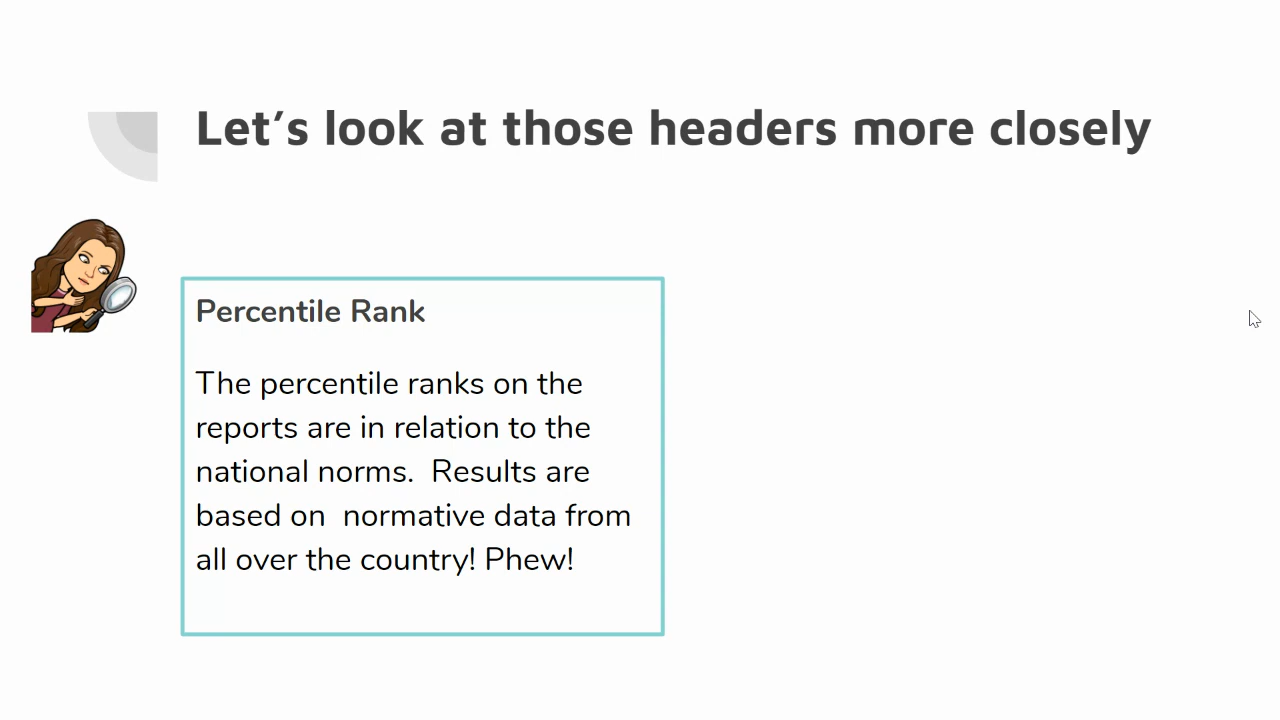 Let’s look at those headers more closely
Percentile Rank
The percentile ranks on the
reports are in relation to the
national norms.  Results are
based on  normative data from
all over the country! Phew!